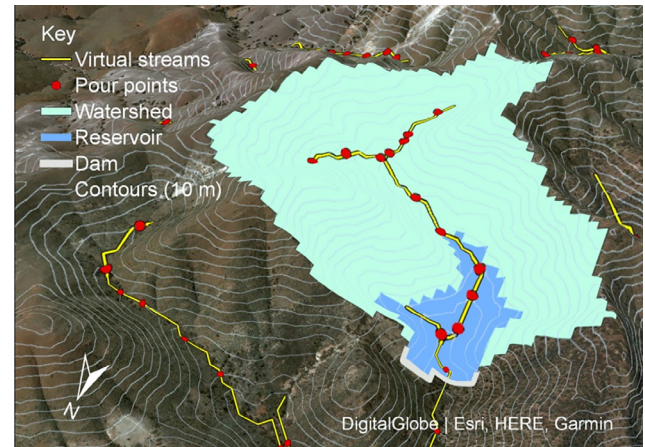 Key
Virtual streams
Pour points
Watershed
Reservoir
Dam
Contours (10 m)
N
DigitalGlobe | Esri, HERE, Garmin